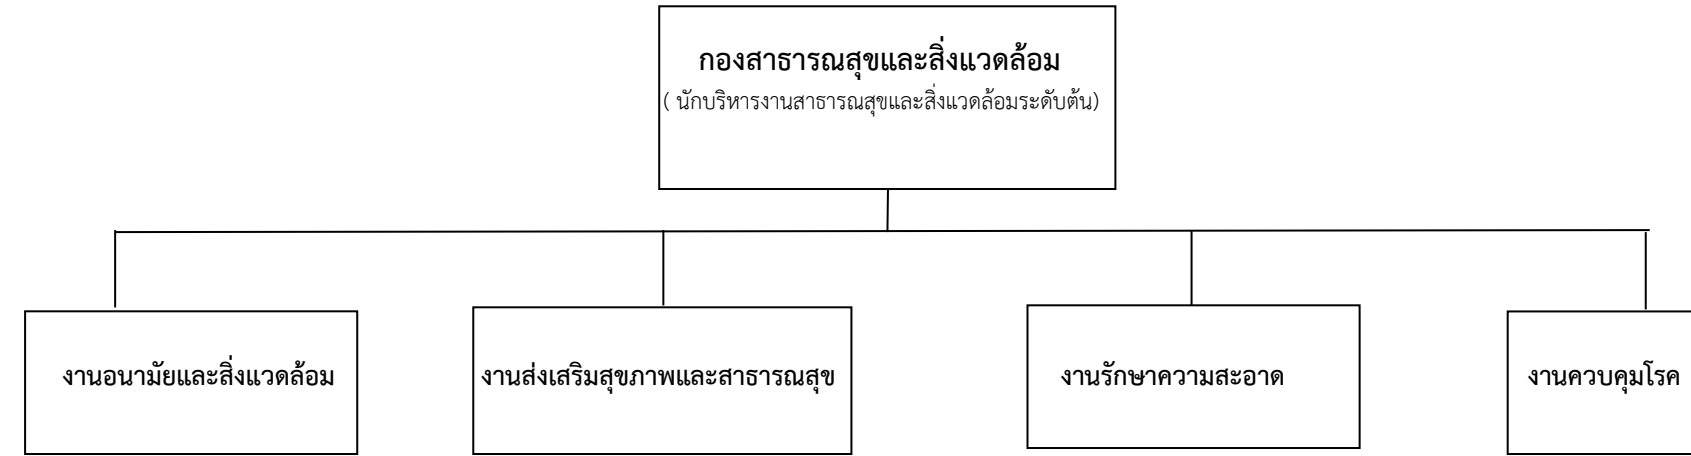 กองสาธารณสุขและสิ่งแวดล้อม
( นักบริหารงานสาธารณสุขและสิ่งแวดล้อมระดับต้น)
งานอนามัยและสิ่งแวดล้อม
งานส่งเสริมสุขภาพและสาธารณสุข
งานรักษาความสะอาด
งานควบคุมโรค